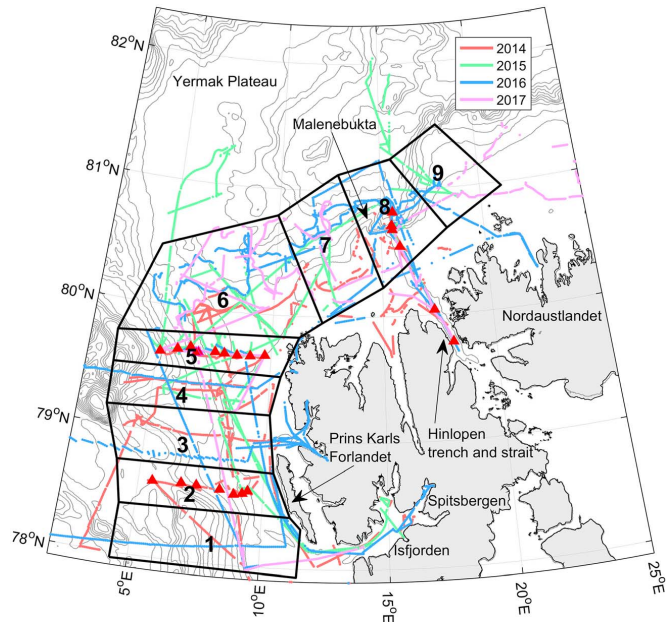 82°N
2014
2015
2016
2017
Yermak Plateau
Malenebukta
81°N
9
8
7
80°N
6
Nordaustlandet
5
4
79°N
3
Prins Karls
Forlandet
Hinlopen
trench and strait
2
Spitsbergen
1
Isfjorden
78°N
5°E
10°E
15°E
20°E
25°E